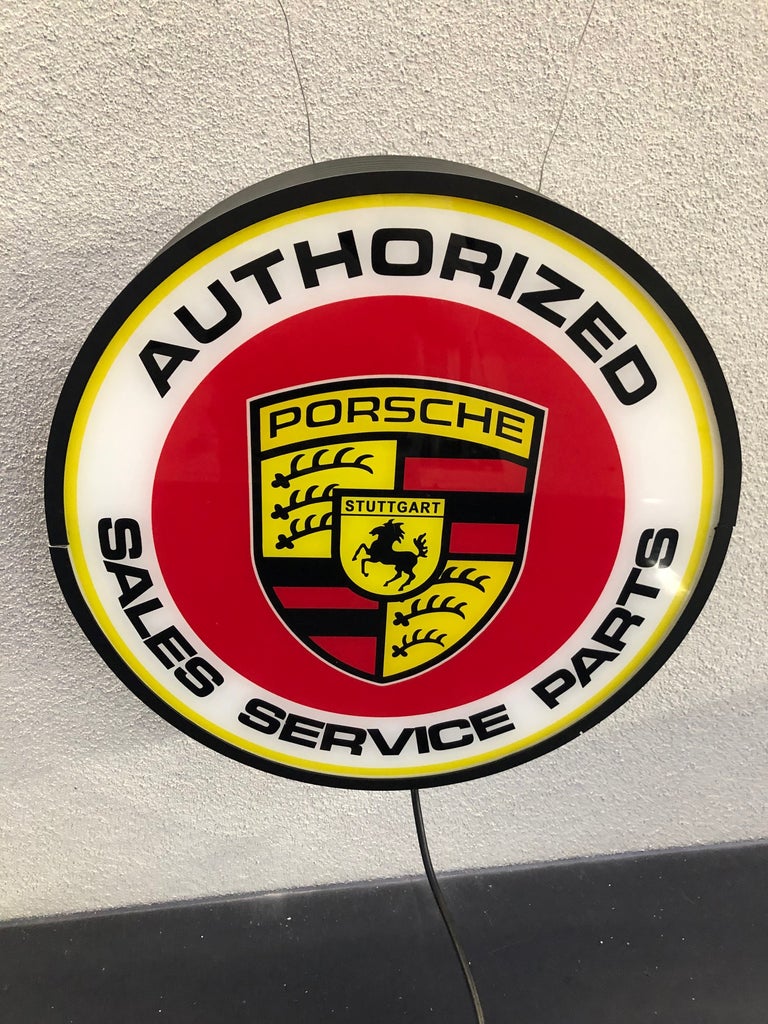 AUTHORIZED
PORSCHE
STUTTGART
SALES SERVICE PARTS